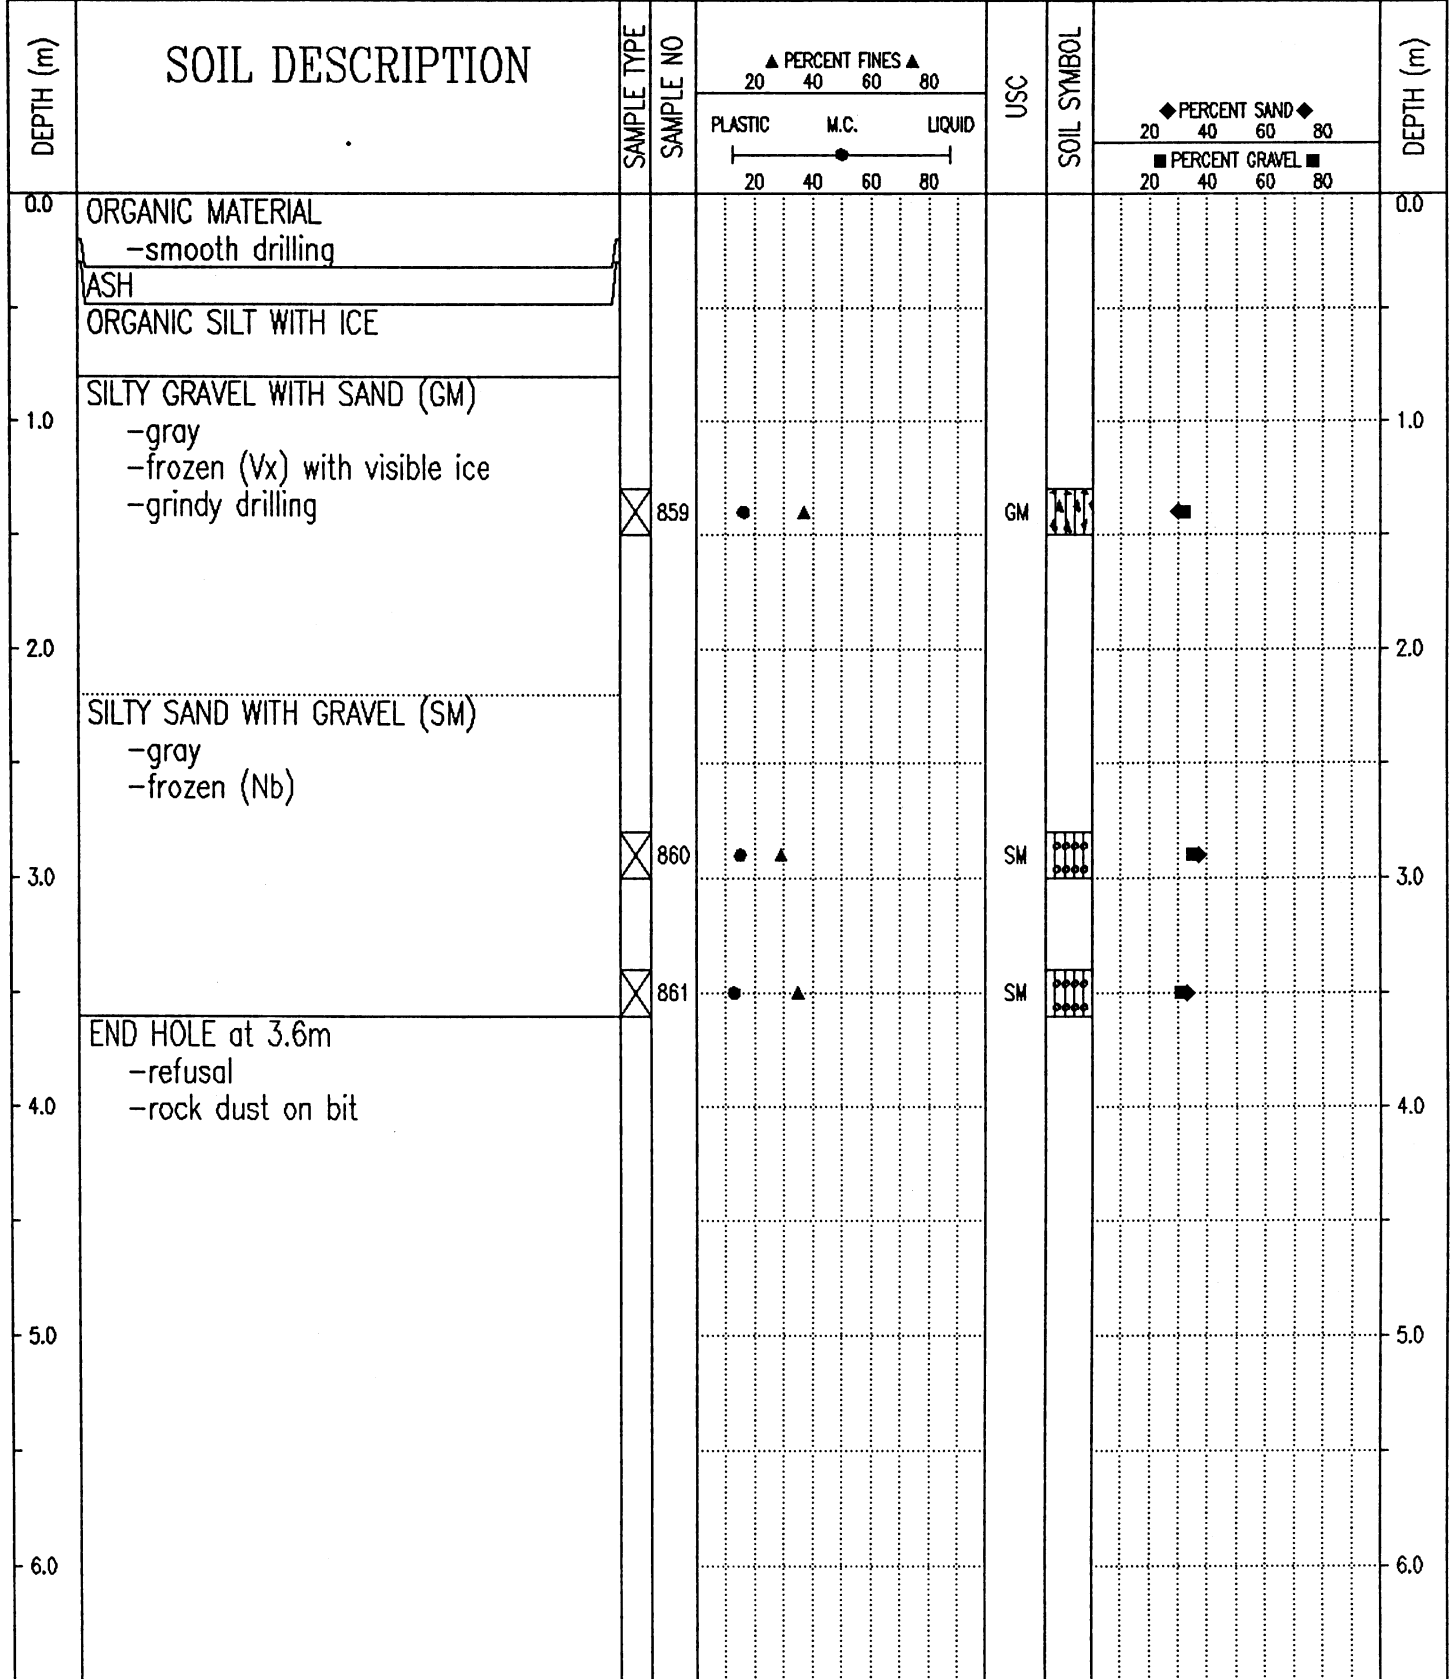 DEPTH (m)
SOIL DESCRIPTION
SAMPLE TYPE
SAMPLE NO
▲ PERCENT FINES ▲
20 40 60 80
PLASTIC M.C. LIQUID
20 40 60 80
USC
SOIL SYMBOL
◆ PERCENT SAND ◆
20 40 60 80
■ PERCENT GRAVEL ■
20 40 60 80
DEPTH (m)
0.0
ORGANIC MATERIAL
0.0
-smooth drilling
ASH
ORGANIC SILT WITH ICE
SILTY GRAVEL WITH SAND (GM)
1.0
1.0
-gray
-frozen (Vx) with visible ice
-grindy drilling
859
GM
2.0
2.0
SILTY SAND WITH GRAVEL (SM)
-gray
-frozen (Nb)
860
SM
3.0
3.0
861
SM
END HOLE at 3.6m
-refusal
4.0
-rock dust on bit
4.0
5.0
5.0
6.0
6.0